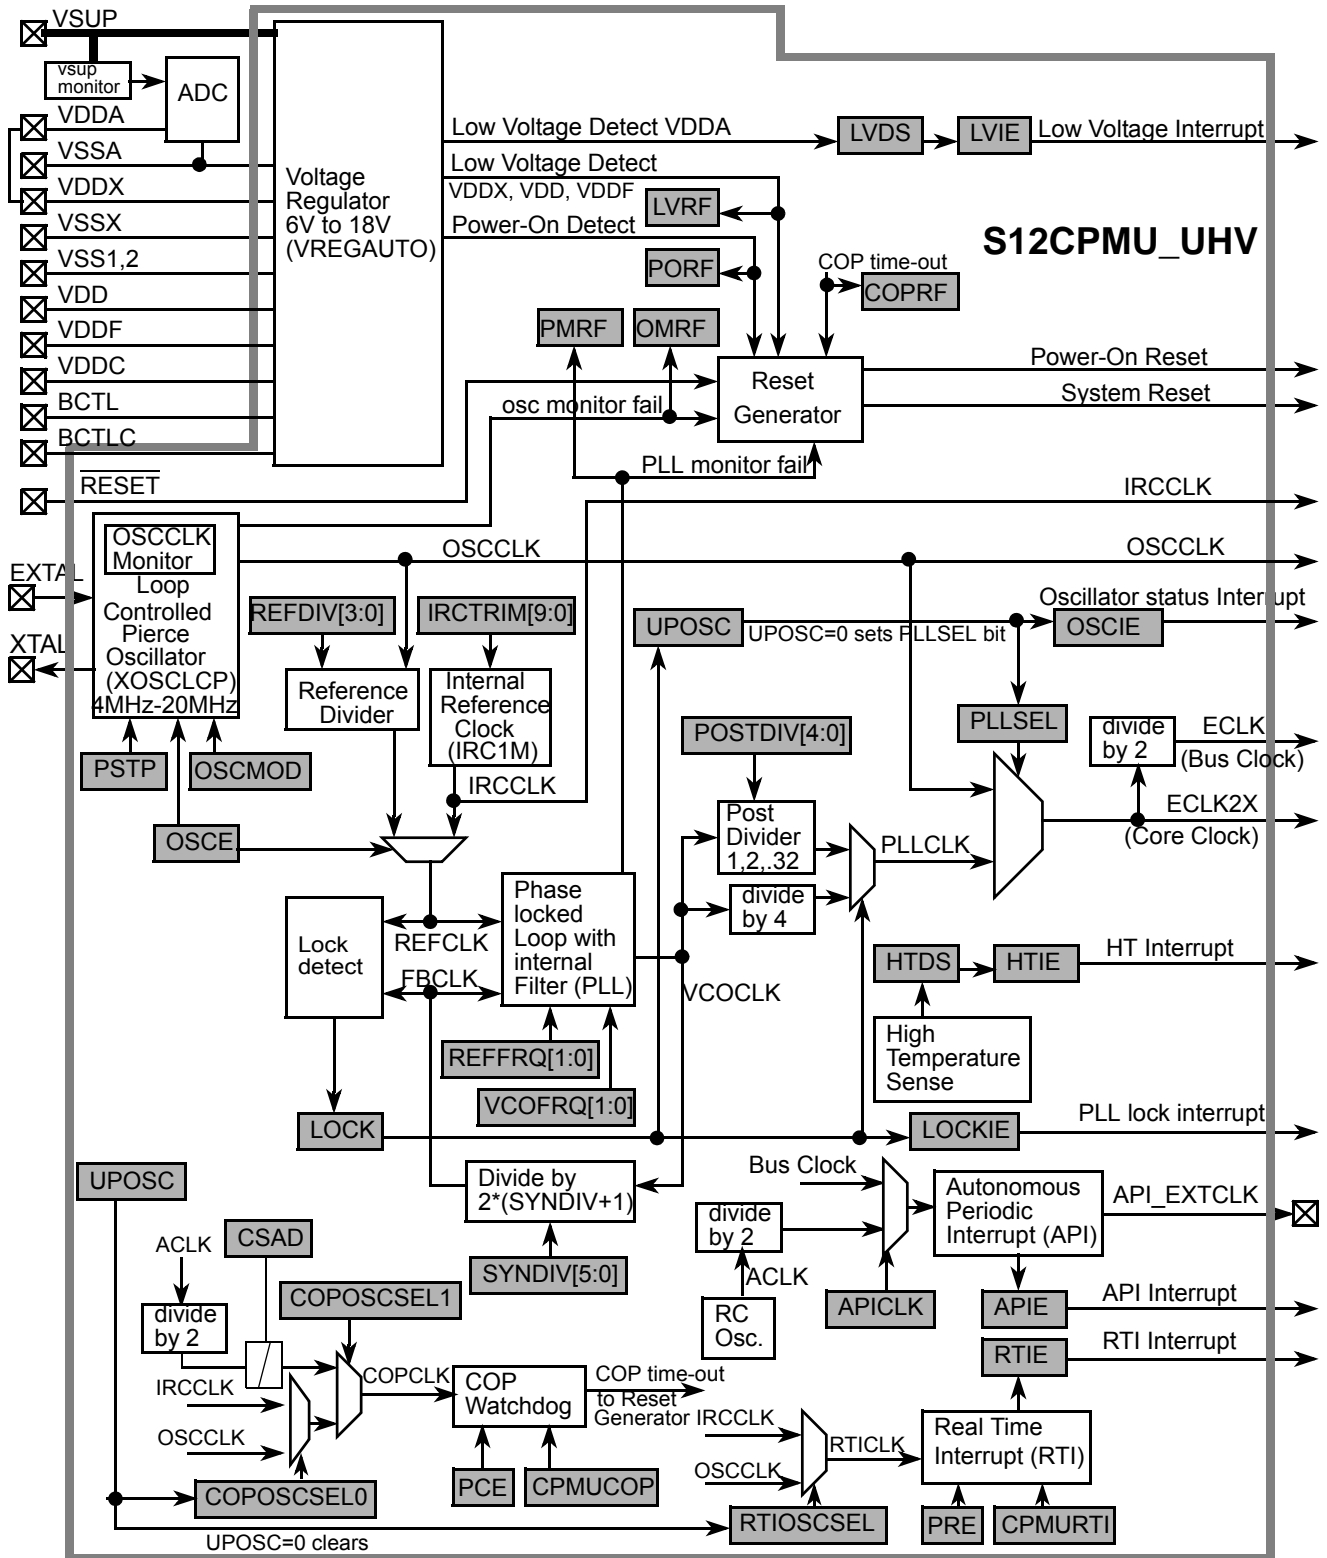 VSUP
vsup
monitor
ADC
VDDA
VSSA
VDDX
VSSX
VSS1,2
VDD
VDDF
VDDC
BCTL
BCTLC
RESET
Voltage
Regulator
6V to 18V
(VREGAUTO)
Low Voltage Detect VDDA
LVDS
LVIE
Low Voltage Interrupt
Low Voltage Detect
VDDX, VDD, VDDF
LVRF
Power-On Detect
PORF
S12CPMU_UHV
COP time-out
COPRF
PMRF
OMRF
Reset
Generator
Power-On Reset
System Reset
osc monitor fail
PLL monitor fail
IRCCLK
OSCCLK
Monitor
Loop
Controlled
Pierce
Oscillator
(XOSCLCP)
4MHz-20MHz
EXTAL
XTAL
OSCCLK
OSCCLK
REFDIV[3:0]
IRCTRIM[9:0]
UPOSC
UPOSC=0 sets PLLSEL bit
Oscillator status Interrupt
OSCIE
Reference
Divider
Internal
Reference
Clock
(IRC1M)
PSTP
OSCMOD
IRCCLK
OSCE
POSTDIV[4:0]
PLLSEL
divide
by 2
ECLK
(Bus Clock)
ECLK2X
(Core Clock)
Post
Divider
1,2,.32
PLLCLK
divide
by 4
Phase
locked
Loop with
internal
Filter (PLL)
REFCLK
FBCLK
Lock
detect
VCOCLK
HTDS
HTIE
HT Interrupt
High
Temperature
Sense
REFFRQ[1:0]
VCOFRQ[1:0]
LOCK
LOCKIE
PLL lock interrupt
UPOSC
Divide by
2*(SYNDIV+1)
SYNDIV[5:0]
Bus Clock
divide
by 2
ACLK
RC
Osc.
APICLK
Autonomous
Periodic
Interrupt (API)
API_EXTCLK
APIE
API Interrupt
RTIE
RTI Interrupt
ACLK
CSAD
divide
by 2
COPOSCSEL1
IRCCLK
OSCCLK
COPCLK
COP
Watchdog
COP time-out
to Reset
Generator
PCE
CPMUCOP
COPOSCSEL0
UPOSC=0 clears
IRCCLK
OSCCLK
RTICLK
RTIOSCSEL
Real Time
Interrupt (RTI)
PRE
CPMURTI